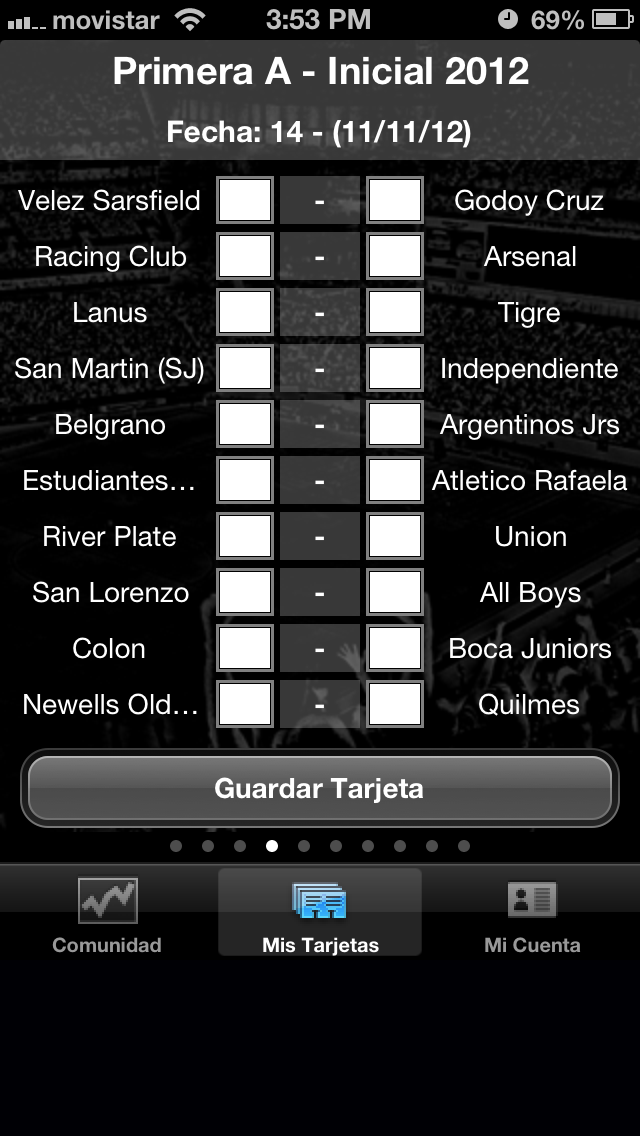 movistar 3:53 PM 69%
Primera A - Inicial 2012
Fecha: 14 - (11/11/12)
Velez Sarsfield - Godoy Cruz
Racing Club - Arsenal
Lanus - Tigre
San Martin (SJ) - Independiente
Belgrano - Argentinos Jrs
Estudiantes... - Atletico Rafaela
River Plate - Union
San Lorenzo - All Boys
Colon - Boca Juniors
Newells Old... - Quilmes
Guardar Tarjeta
Comunidad Mis Tarjetas Mi Cuenta